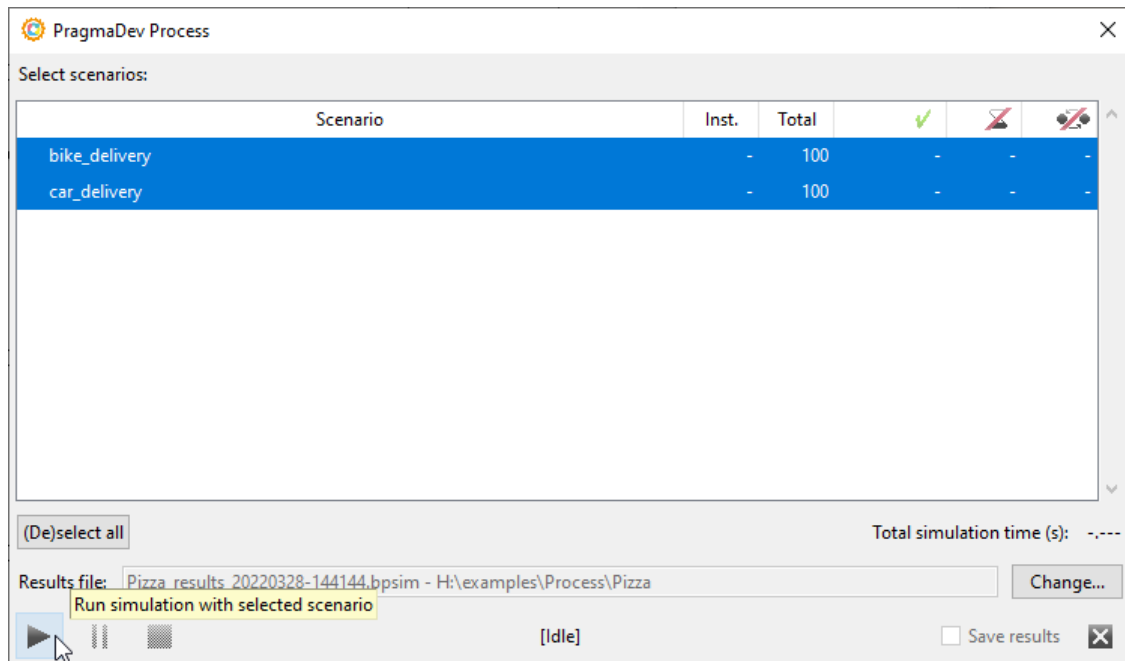 PragmaDev Process
Select scenarios:
Scenario Inst. Total
bike_delivery - 100 - - -
car_delivery - 100 - - -
(De)select all Total simulation time (s): -.---
Results file: Pizza_results_20220328-144144.bpsim - H:\examples\Process\Pizza Change...
Run simulation with selected scenario
[Idle] Save results